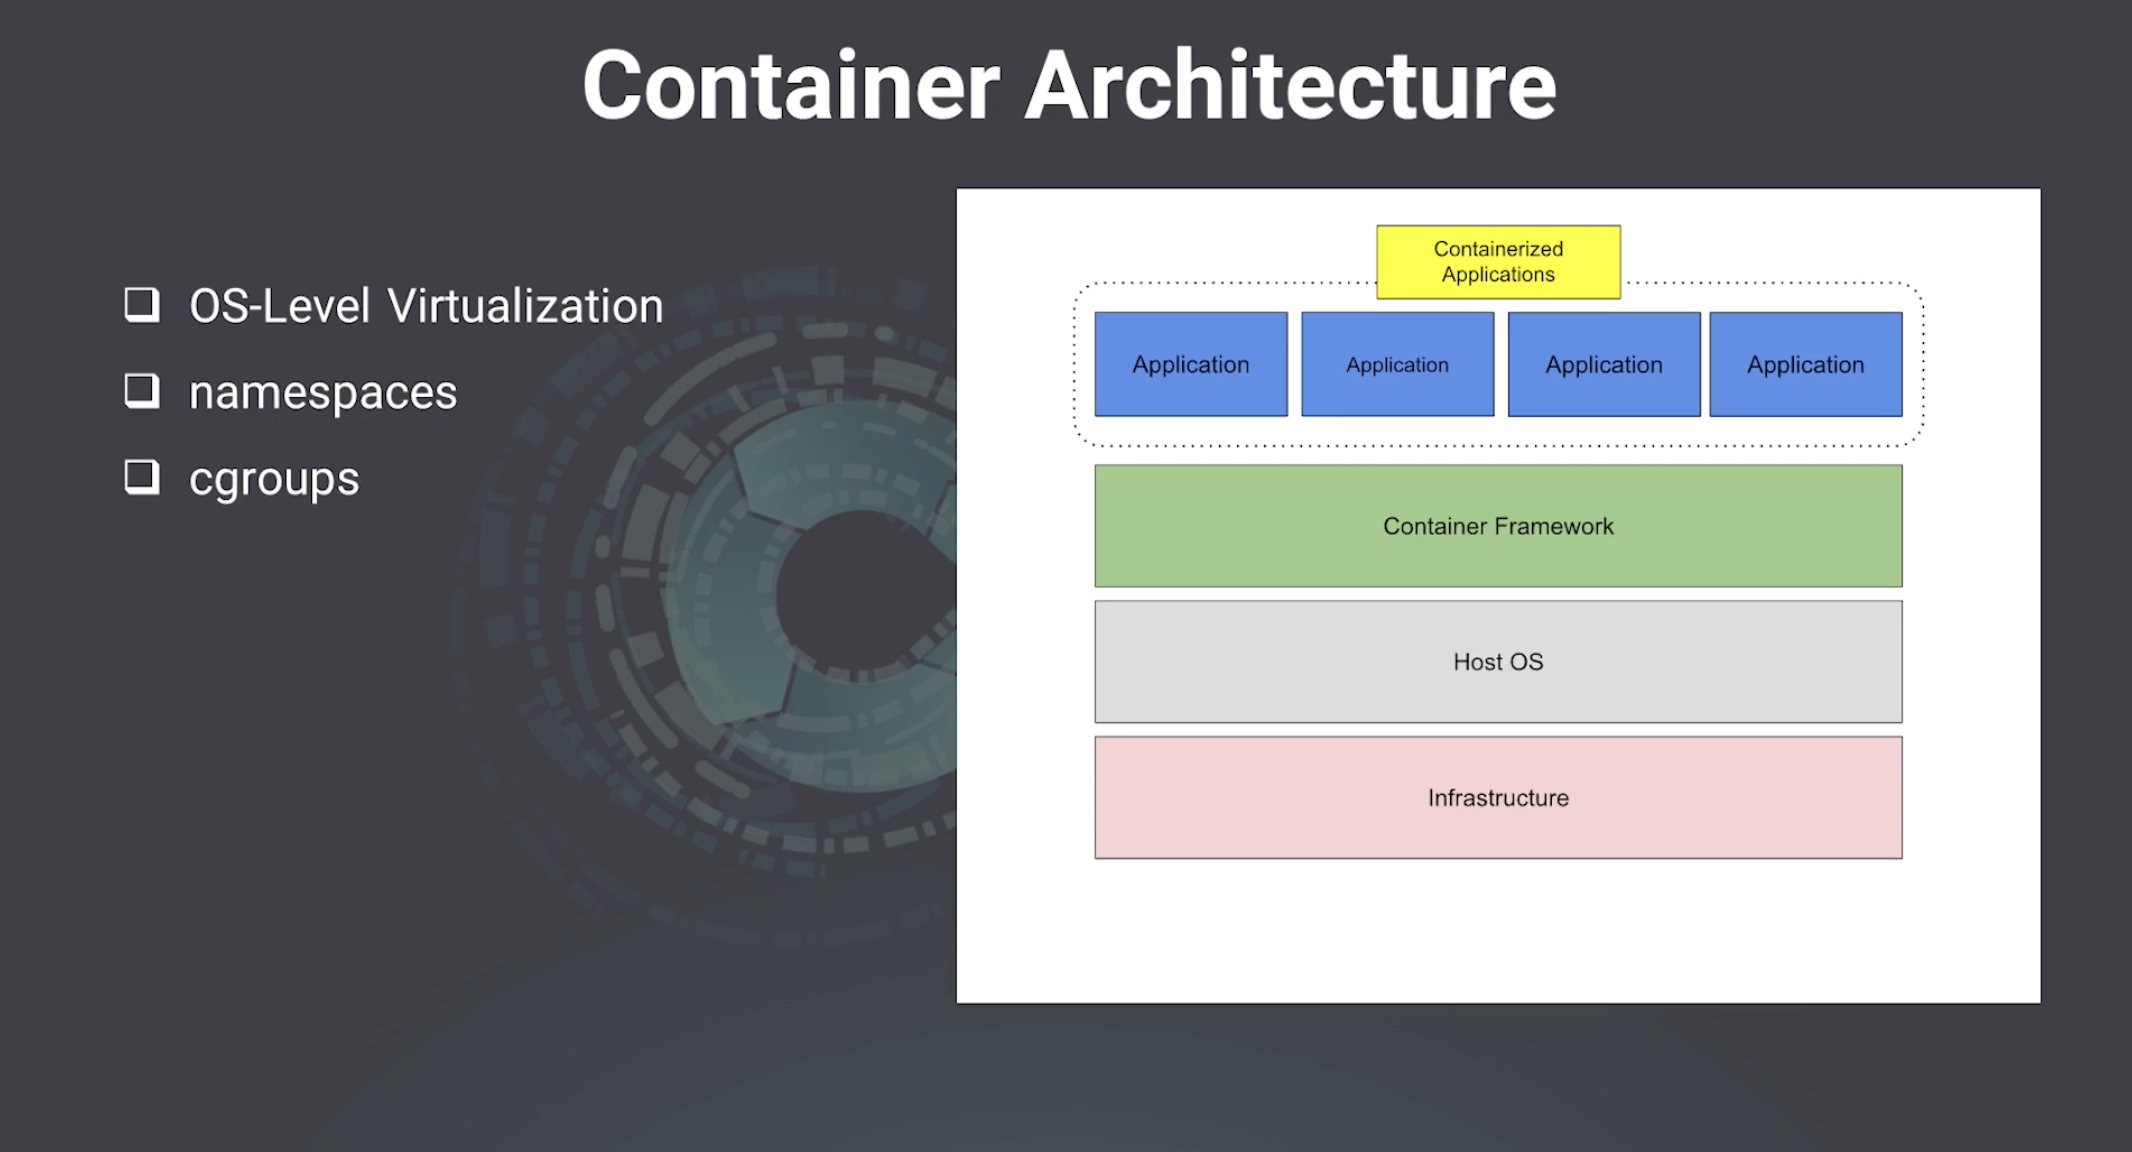 Container Architecture
OS-Level Virtualization
namespaces
cgroups
Containerized
Applications
Application
Application
Application
Application
Container Framework
Host OS
Infrastructure